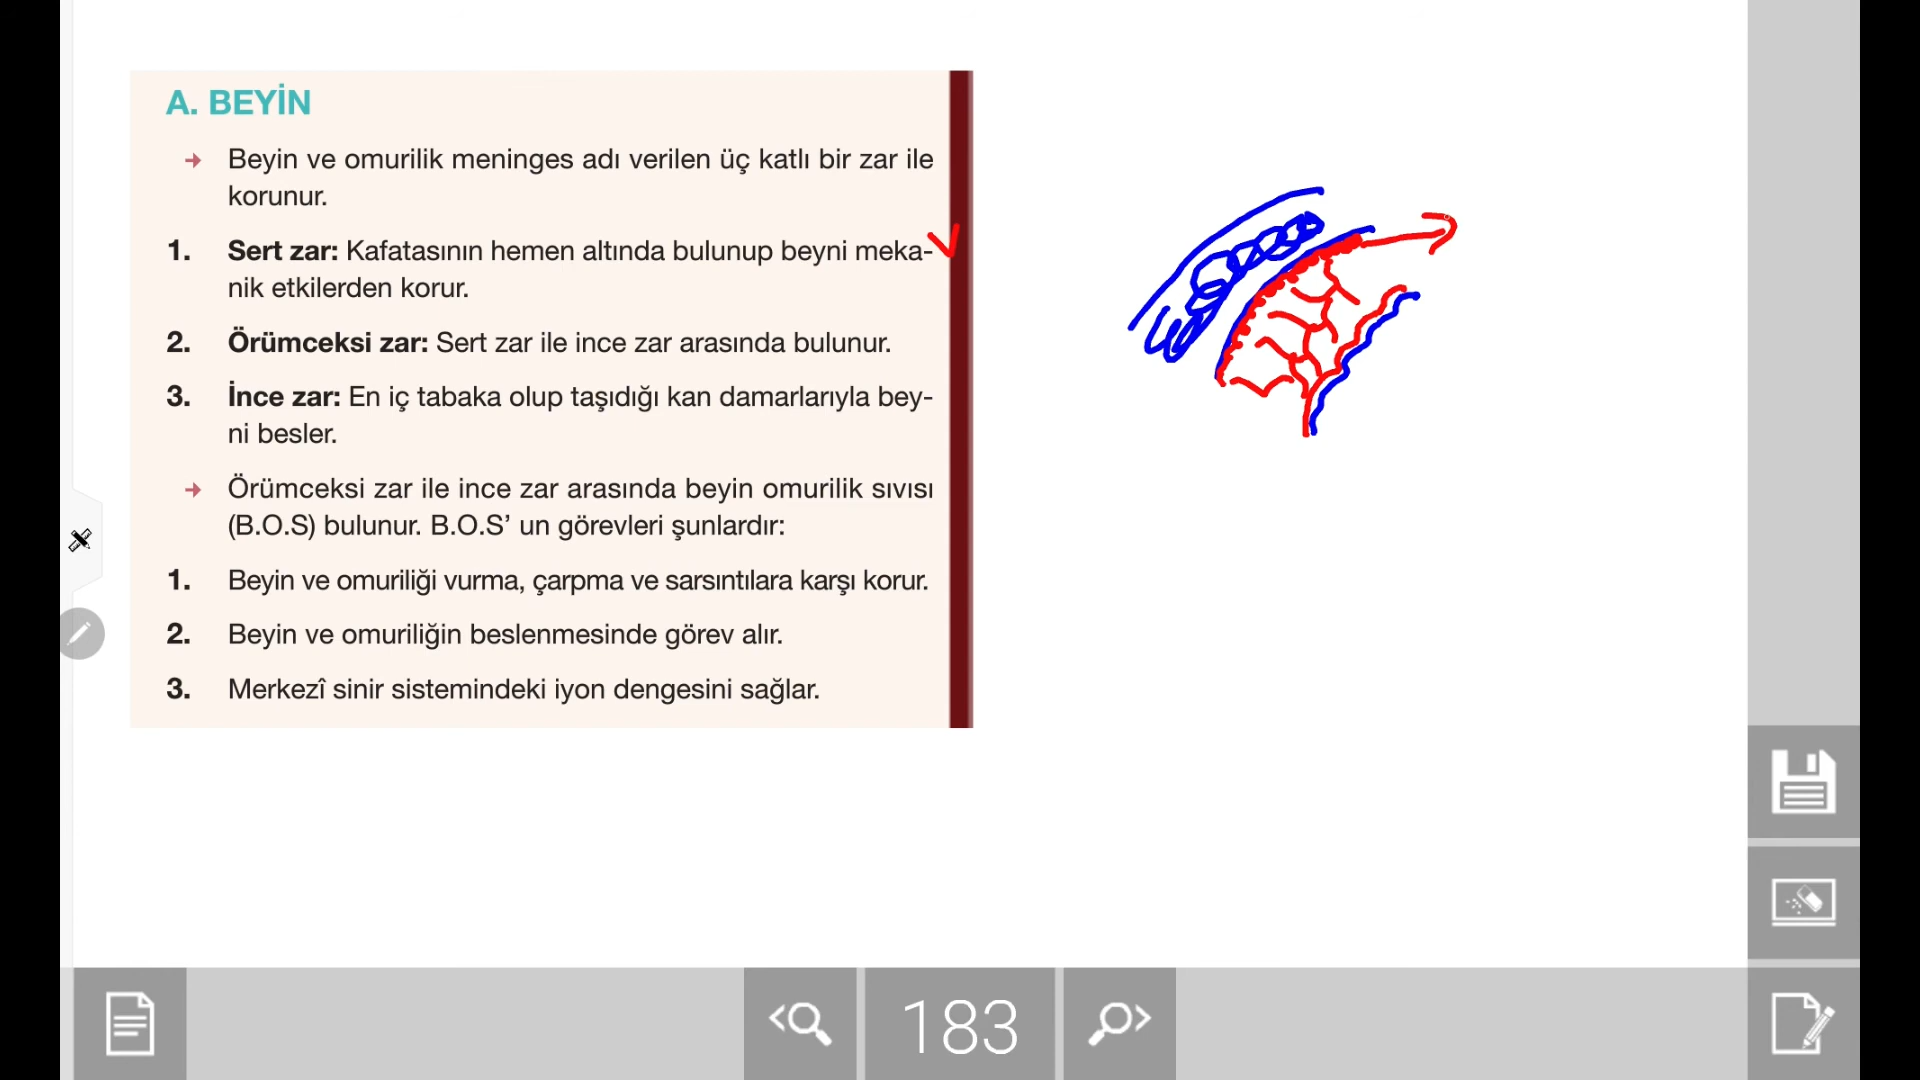 A. BEYİN
→ Beyin ve omurilik meninges adı verilen üç katlı bir zar ile
korunur.
1. Sert zar: Kafatasının hemen altında bulunup beyni meka-
nik etkilerden korur.
2. Örümceksi zar: Sert zar ile ince zar arasında bulunur.
3. İnce zar: En iç tabaka olup taşıdığı kan damarlarıyla bey-
ni besler.
→ Örümceksi zar ile ince zar arasında beyin omurilik sıvısı
(B.O.S) bulunur. B.O.S’ un görevleri şunlardır:
1. Beyin ve omuriliği vurma, çarpma ve sarsıntılara karşı korur.
2. Beyin ve omuriliğin beslenmesinde görev alır.
3. Merkezî sinir sistemindeki iyon dengesini sağlar.
183